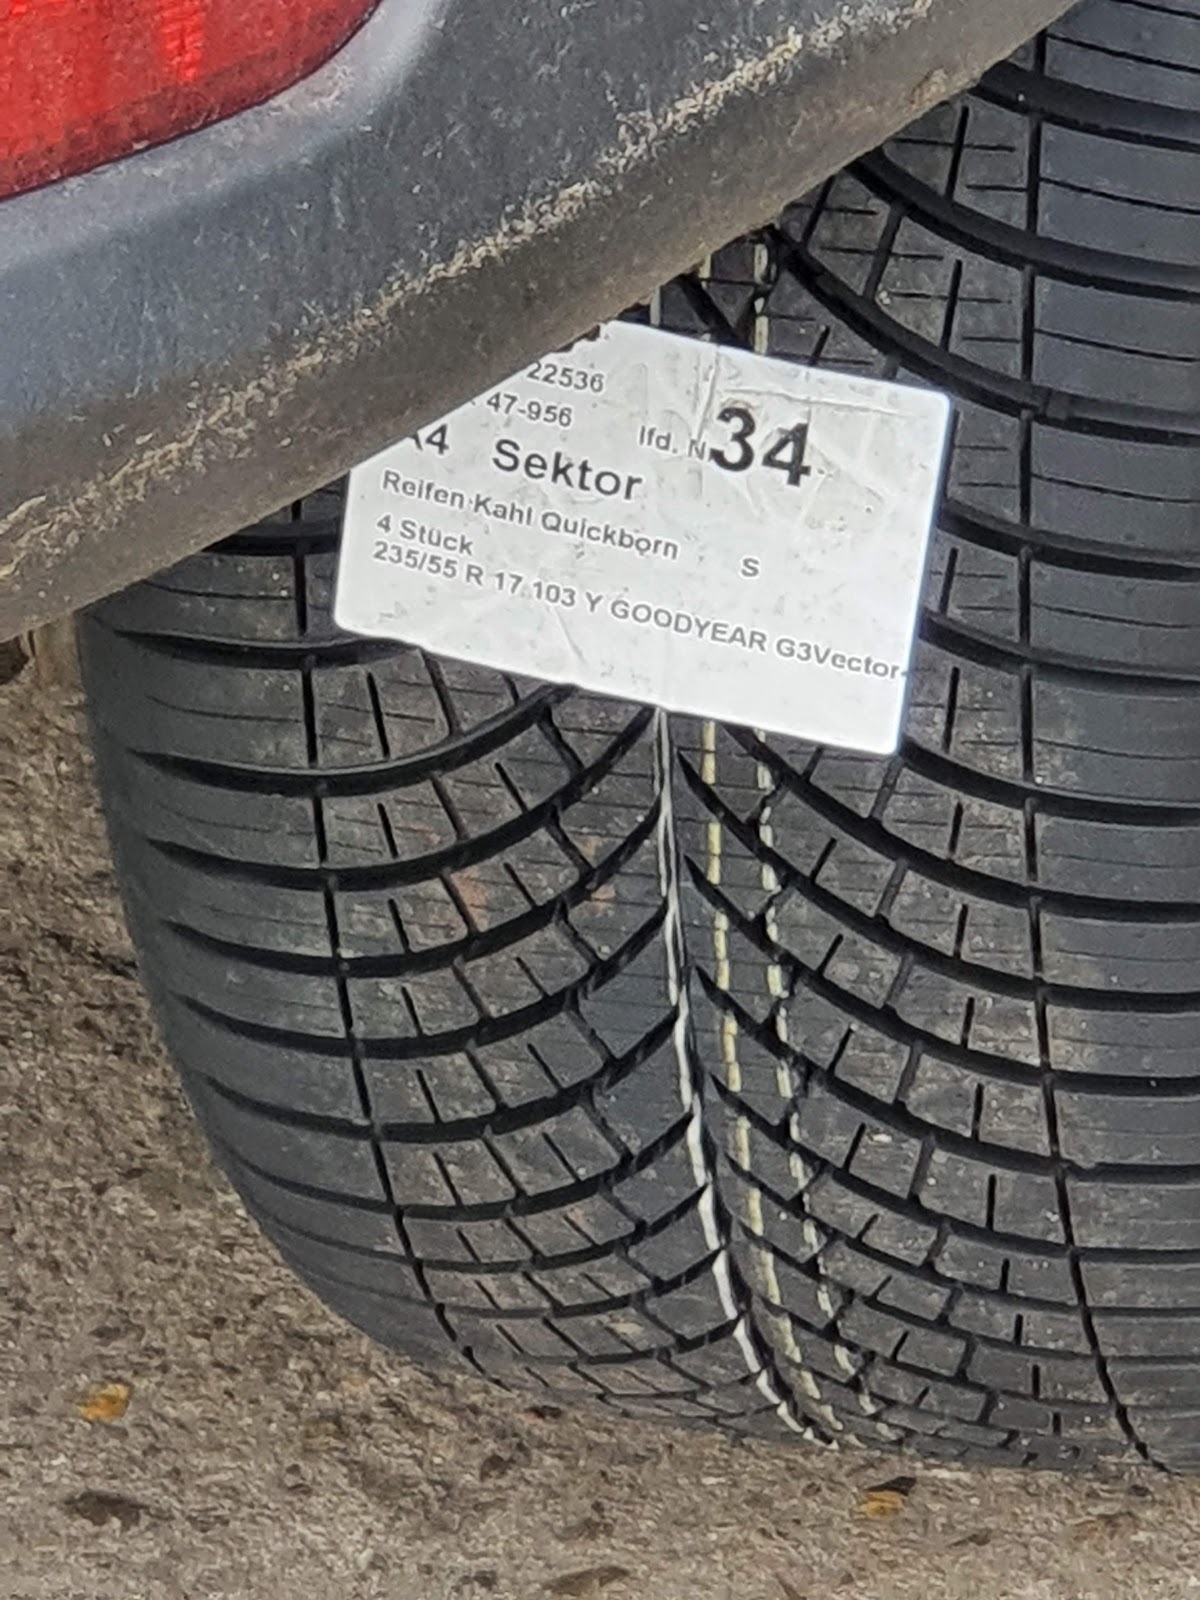 22536
47-956
lfd. N 34
4 Sektor
Reifen Kahl Quickborn S
4 Stück
235/55 R 17 103 Y GOODYEAR G3Vector